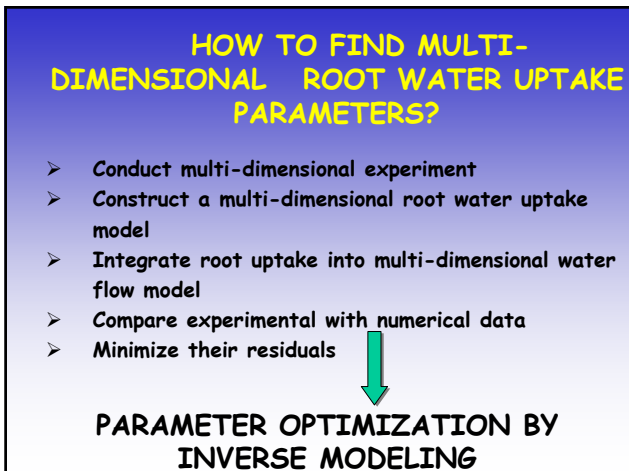 HOW TO FIND MULTI-
DIMENSIONAL ROOT WATER UPTAKE
PARAMETERS?
➢ Conduct multi-dimensional experiment
➢ Construct a multi-dimensional root water uptake
model
➢ Integrate root uptake into multi-dimensional water
flow model
➢ Compare experimental with numerical data
➢ Minimize their residuals
PARAMETER OPTIMIZATION BY
INVERSE MODELING